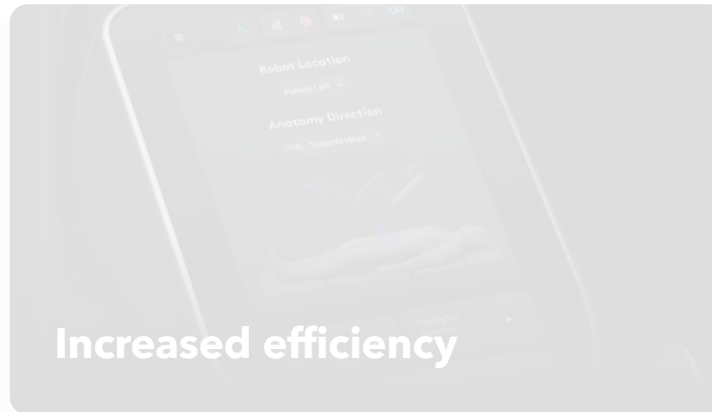 Robot Location
Patient Left
Anatomy Direction
Towards Head
Increased efficiency